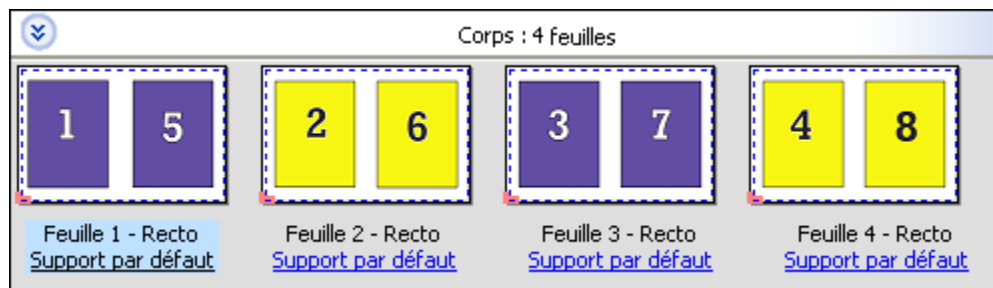 Corps : 4 feuilles
1 5 2 6 3 7 4 8
Feuille 1 - Recto Feuille 2 - Recto Feuille 3 - Recto Feuille 4 - Recto
Support par défaut Support par défaut Support par défaut Support par défaut